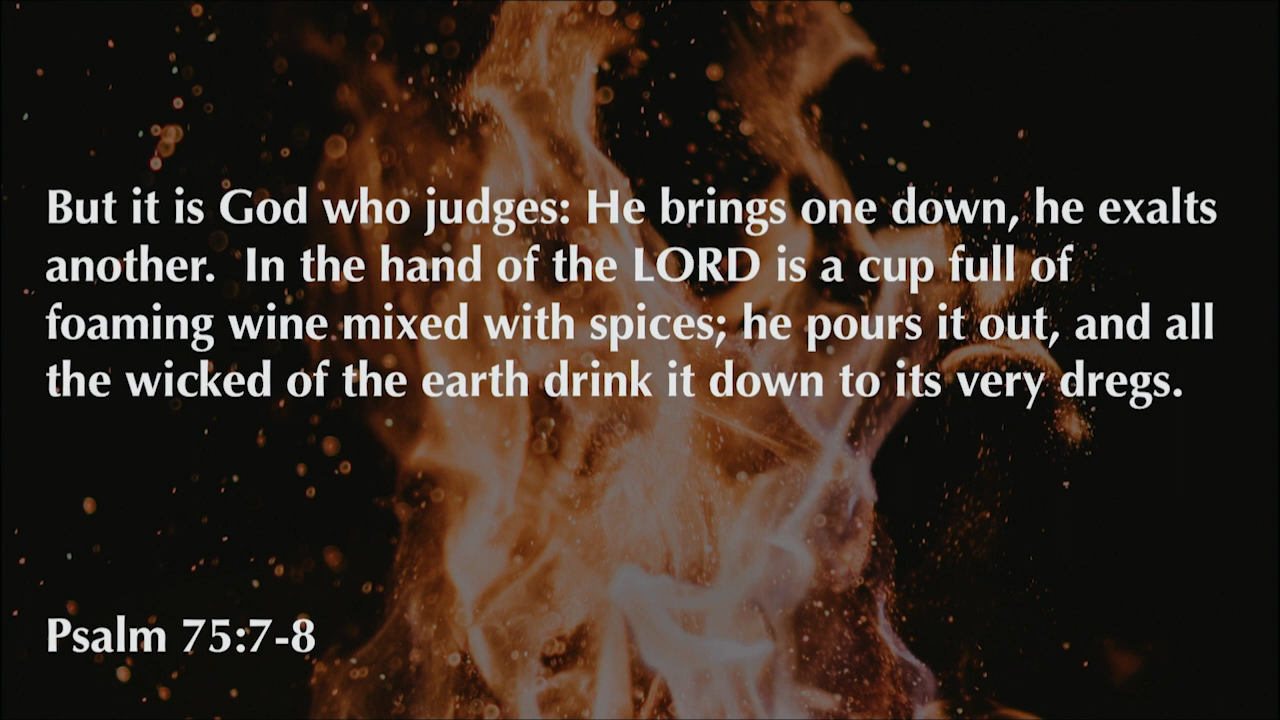 But it is God who judges: He brings one down, he exalts
another.  In the hand of the LORD is a cup full of
foaming wine mixed with spices; he pours it out, and all
the wicked of the earth drink it down to its very dregs.
Psalm 75:7-8